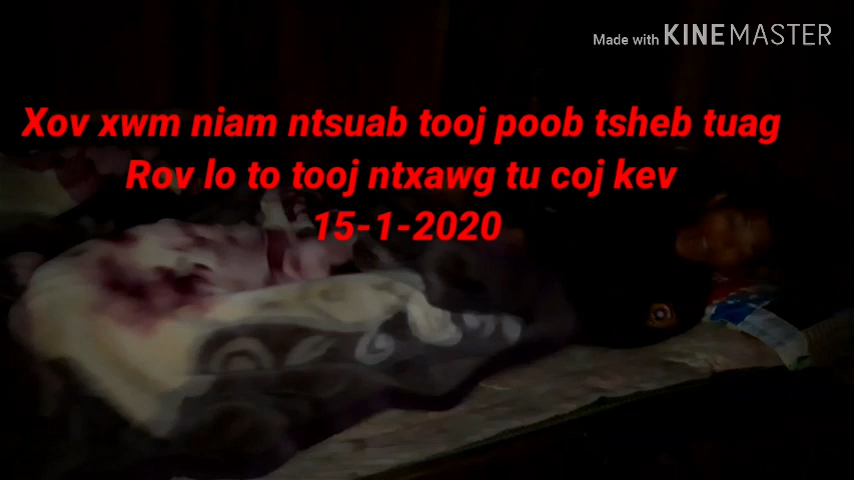 Made with KINEMASTER
Xov xwm niam ntsuab tooj poob tsheb tuag
Rov lo to tooj ntxawg tu coj kev
15-1-2020